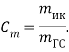 C_m = m_ик / m_ГС.